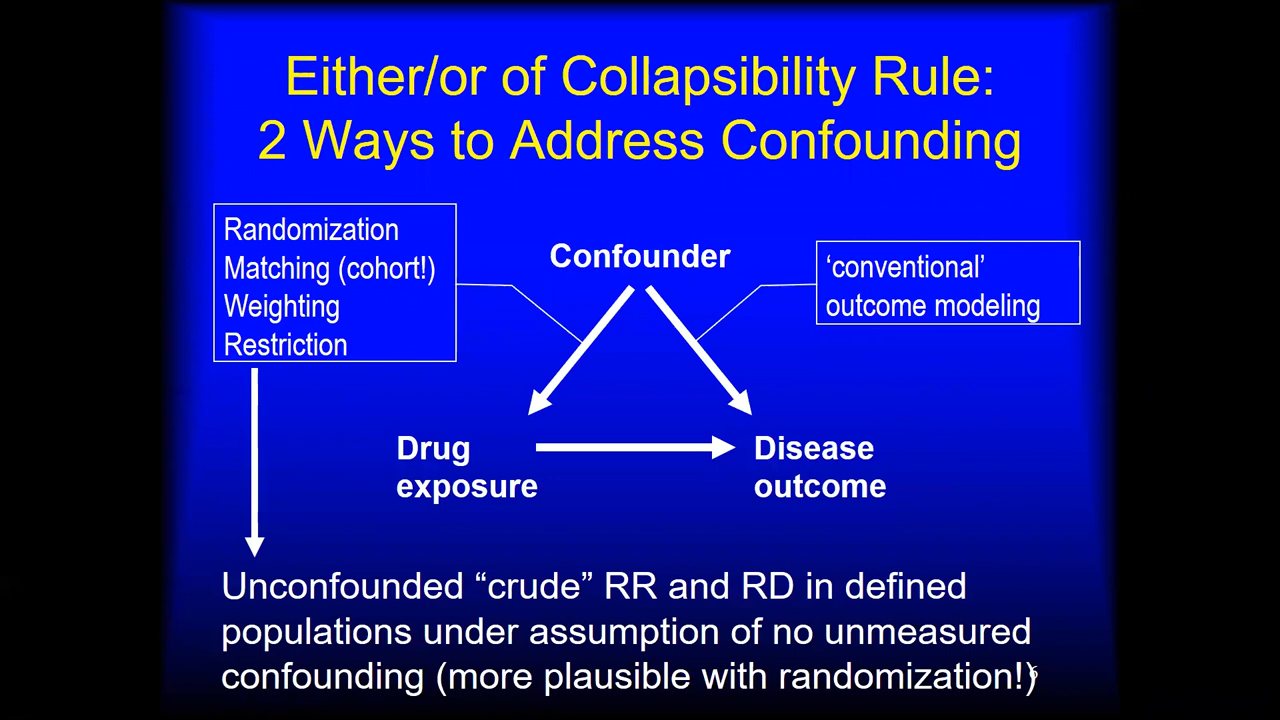 Either/or of Collapsibility Rule:
2 Ways to Address Confounding
Randomization
Matching (cohort!)
Weighting
Restriction
Confounder
‘conventional’
outcome modeling
Drug
exposure
Disease
outcome
Unconfounded “crude” RR and RD in defined
populations under assumption of no unmeasured
confounding (more plausible with randomization!)